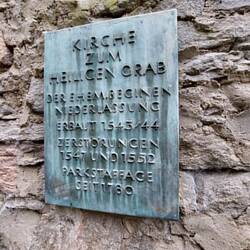 KIRCHE
ZUM
HEILIGEN GRAB
DER EHEM. BEGINEN
NIEDERLASSUNG
ERBAUT 1543/44
ZERSTÖRUNGEN
1547 UND 1552
PARKSTAFFAGE
SEIT 1780